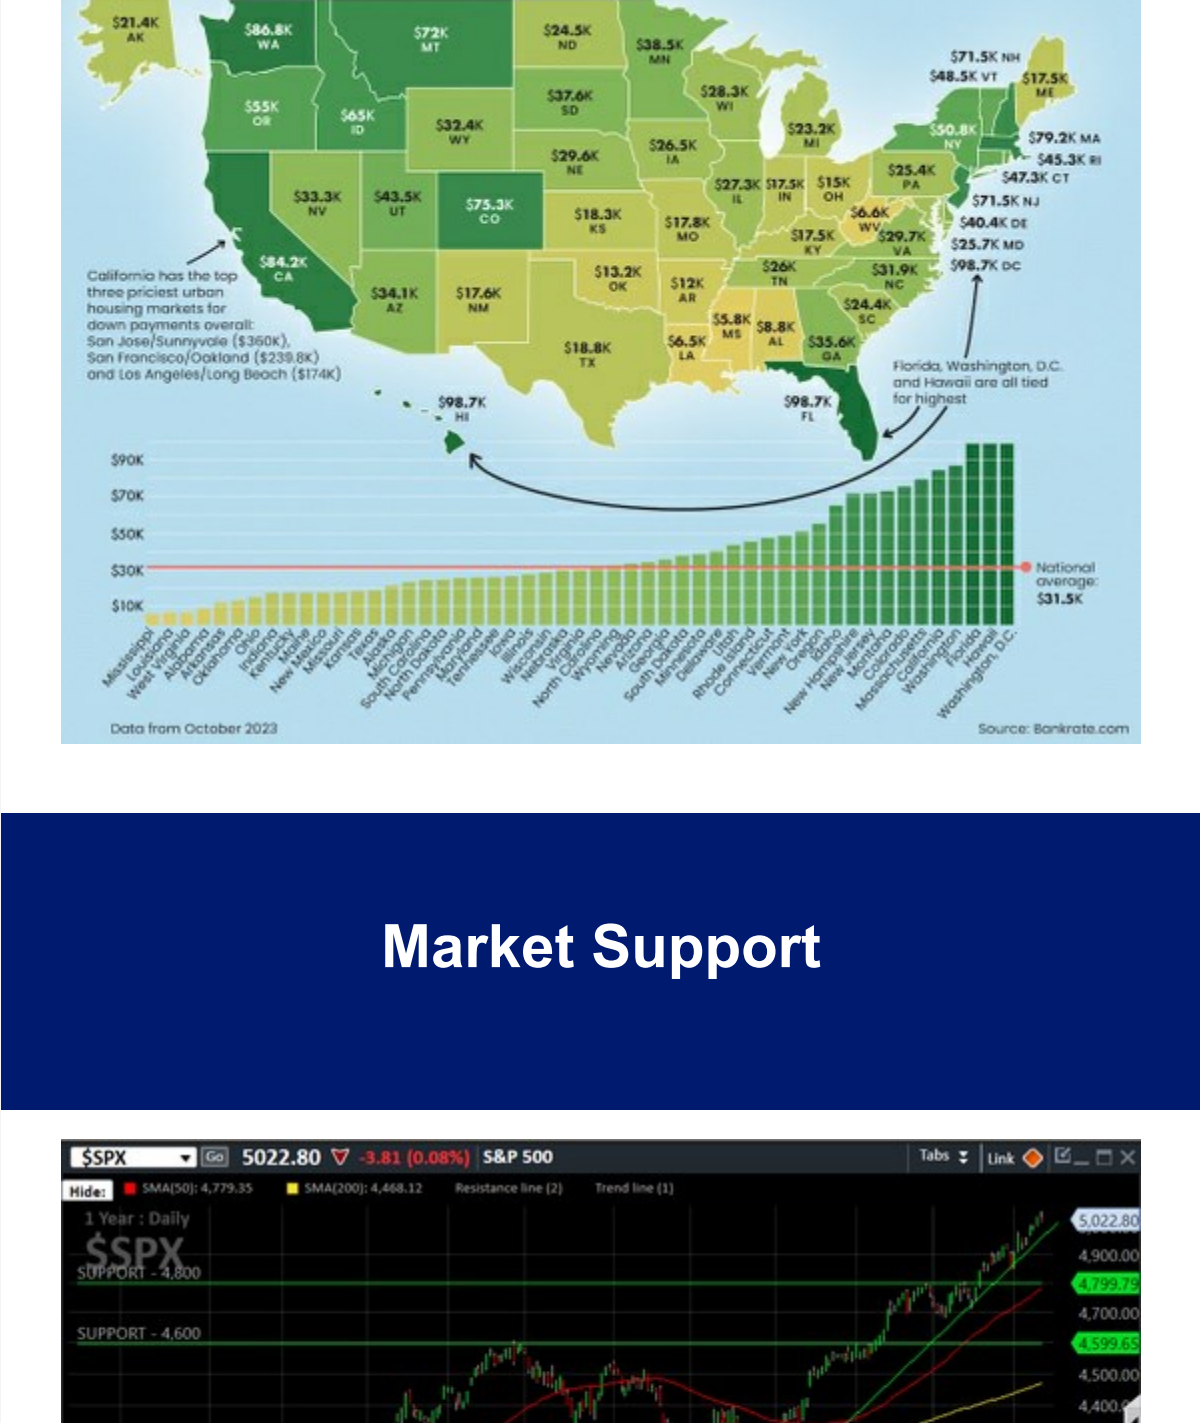 $21.4K
AK
$86.8K
WA
$72K
MT
$24.5K
ND
$38.5K
MN
$71.5K NH
$48.5K VT
$17.5K
ME
$55K
OR
$65K
ID
$37.6K
SD
$28.3K
WI
$32.4K
WY
$23.2K
MI
$50.8K
NY
$79.2K MA
$26.5K
IA
$45.3K RI
$29.6K
NE
$25.4K
PA
$47.3K CT
$33.3K
NV
$43.5K
UT
$75.3K
CO
$27.3K
IL
$17.5K
IN
$15K
OH
$71.5K NJ
$18.3K
KS
$17.8K
MO
$6.6K
WV
$40.4K DE
$17.5K
KY
$29.7K
VA
$25.7K MD
$84.2K
CA
$98.7K DC
California has the top
three priciest urban
housing markets for
down payments overall:
San Jose/Sunnyvale ($360K),
San Francisco/Oakland ($239.8K)
and Los Angeles/Long Beach ($174K)
$13.2K
OK
$12K
AR
$26K
TN
$31.9K
NC
$34.1K
AZ
$17.6K
NM
$24.4K
SC
$18.8K
TX
$6.5K
LA
$5.8K
MS
$8.8K
AL
$35.6K
GA
Florida, Washington, D.C.
and Hawaii are all tied
for highest
$98.7K
HI
$98.7K
FL
$90K
$70K
$50K
$30K
$10K
National
average:
$31.5K
Mississippi
Louisiana
West Virginia
Alabama
Arkansas
Oklahoma
Ohio
Indiana
Kentucky
Maine
New Mexico
Missouri
Kansas
Texas
Alaska
Michigan
South Carolina
North Dakota
Pennsylvania
Maryland
Tennessee
Iowa
Illinois
Wisconsin
Nebraska
Virginia
North Carolina
Wyoming
Nevada
Arizona
Georgia
South Dakota
Minnesota
Delaware
Utah
Rhode Island
Connecticut
Vermont
New York
Oregon
Idaho
New Hampshire
New Jersey
Montana
Colorado
Massachusetts
California
Washington
Florida
Hawaii
Washington, D.C.
Data from October 2023
Source: Bankrate.com
Market Support
$SPX
Go
5022.80
-3.81 (0.08%)
S&P 500
Tabs
Link
Hide:
SMA(50): 4,779.35
SMA(200): 4,468.12
Resistance line (2)
Trend line (1)
1 Year : Daily
$SPX
5,022.80
4,900.00
SUPPORT - 4,800
4,799.79
4,700.00
SUPPORT - 4,600
4,599.65
4,500.00